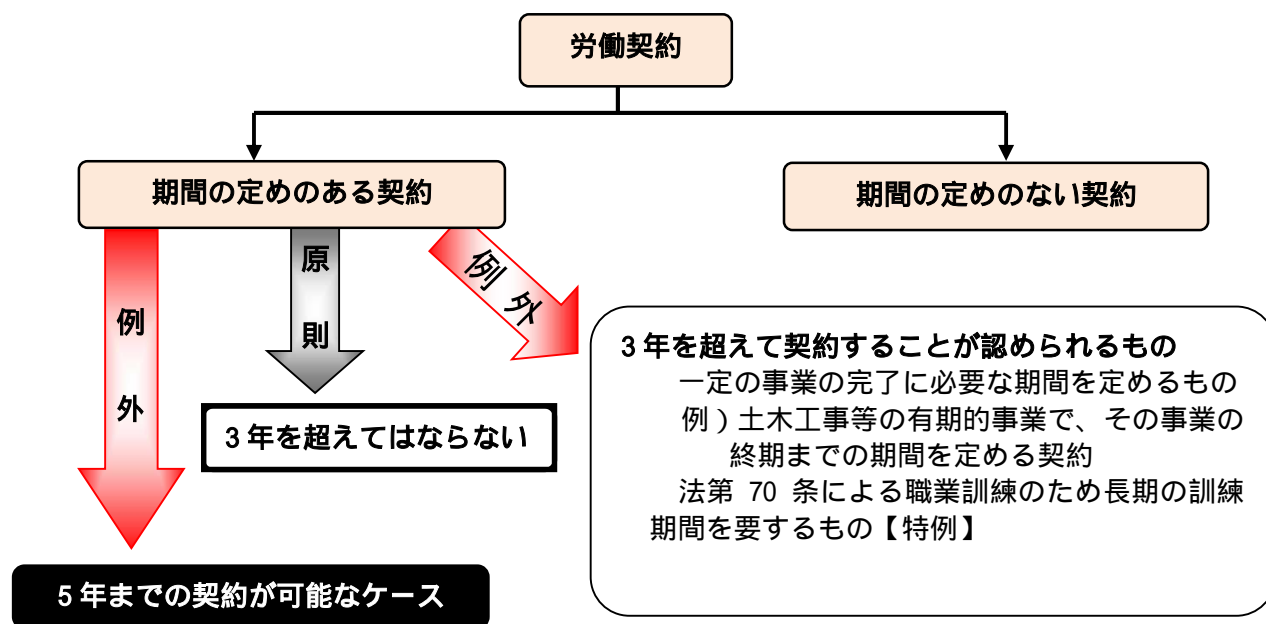 労働契約
期間の定めのある契約
期間の定めのない契約
例外
原則
例外
3年を超えてはならない
5年までの契約が可能なケース
3年を超えて契約することが認められるもの
一定の事業の完了に必要な期間を定めるもの
例）土木工事等の有期的事業で、その事業の
終期までの期間を定める契約
法第 70 条による職業訓練のため長期の訓練
期間を要するもの【特例】